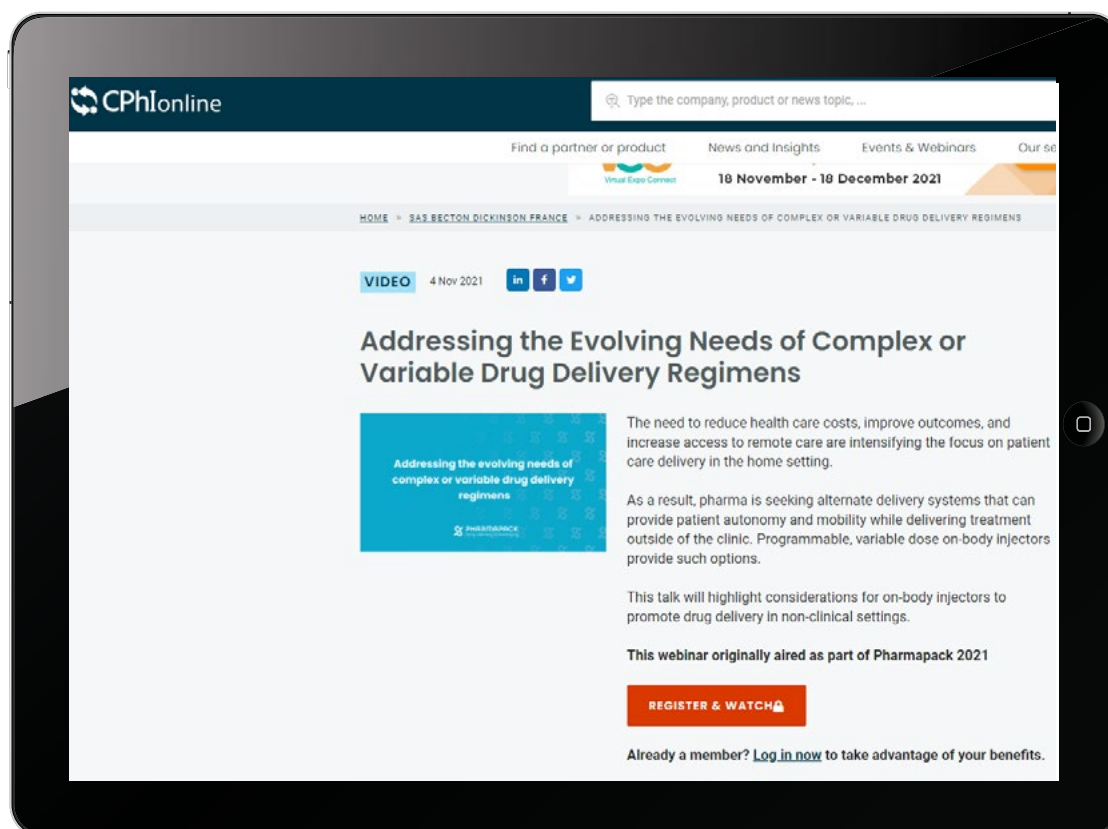 CPhIonline
Type the company, product or news topic, ...
Find a partner or product News and Insights Events & Webinars Our se
Virtual Expo Connect
18 November - 18 December 2021
HOME » SAS BECTON DICKINSON FRANCE » ADDRESSING THE EVOLVING NEEDS OF COMPLEX OR VARIABLE DRUG DELIVERY REGIMENS
VIDEO 4 Nov 2021 in f
Addressing the Evolving Needs of Complex or
Variable Drug Delivery Regimens
Addressing the evolving needs of
complex or variable drug delivery
regimens
PHARMAPACK
The need to reduce health care costs, improve outcomes, and
increase access to remote care are intensifying the focus on patient
care delivery in the home setting.
As a result, pharma is seeking alternate delivery systems that can
provide patient autonomy and mobility while delivering treatment
outside of the clinic. Programmable, variable dose on-body injectors
provide such options.
This talk will highlight considerations for on-body injectors to
promote drug delivery in non-clinical settings.
This webinar originally aired as part of Pharmapack 2021
REGISTER & WATCH
Already a member? Log in now to take advantage of your benefits.